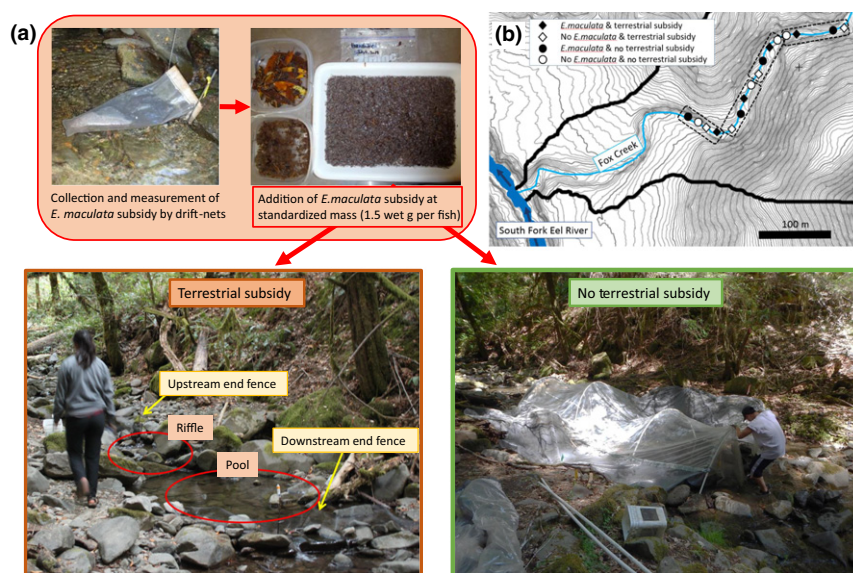 (a)
Collection and measurement of
E. maculata subsidy by drift-nets
Addition of E.maculata subsidy at
standardized mass (1.5 wet g per fish)
(b)
E.maculata & terrestrial subsidy
No E.maculata & terrestrial subsidy
E.maculata & no terrestrial subsidy
No E.maculata & no terrestrial subsidy
Fox Creek
South Fork Eel River
100 m
Terrestrial subsidy
Upstream end fence
Riffle
Downstream end fence
Pool
No terrestrial subsidy